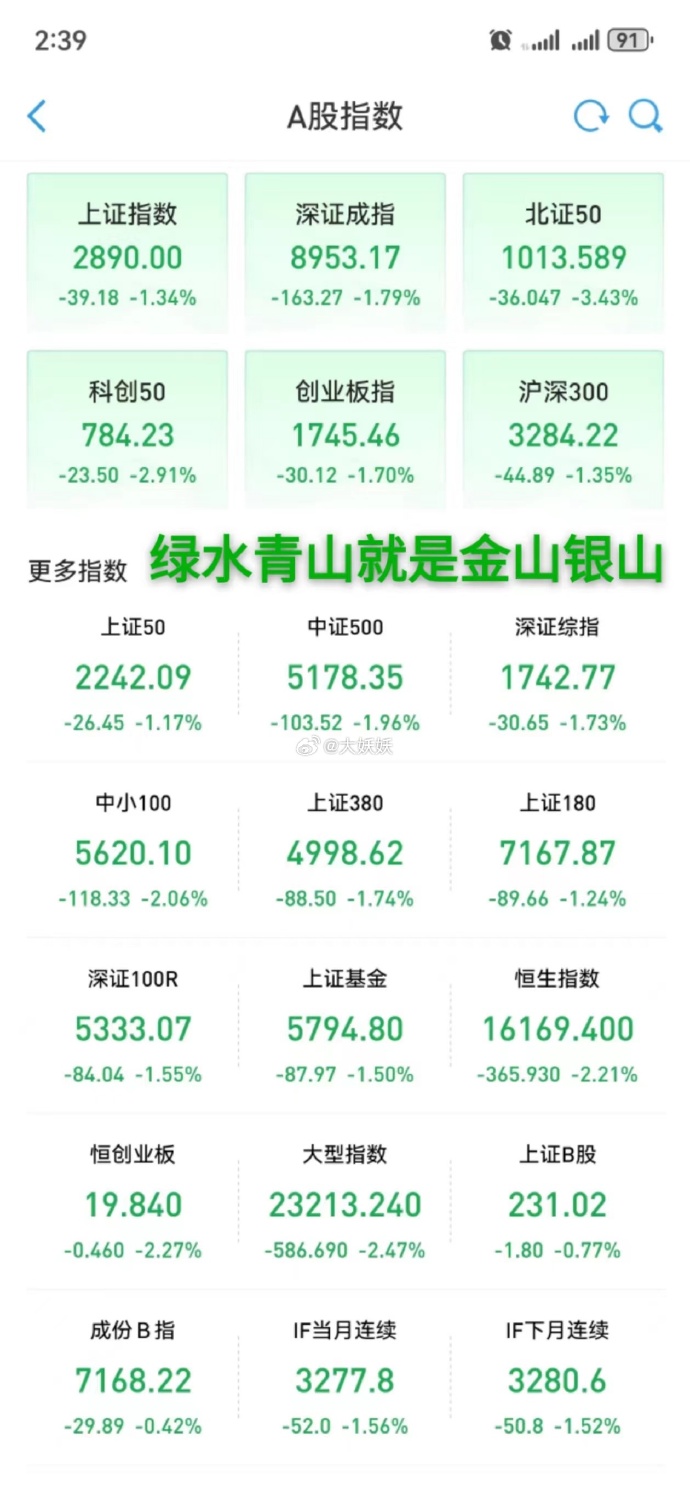 2:39
91
A股指数
上证指数 深证成指 北证50
2890.00 8953.17 1013.589
-39.18 -1.34% -163.27 -1.79% -36.047 -3.43%
科创50 创业板指 沪深300
784.23 1745.46 3284.22
-23.50 -2.91% -30.12 -1.70% -44.89 -1.35%
更多指数 绿水青山就是金山银山
上证50 中证500 深证综指
2242.09 5178.35 1742.77
-26.45 -1.17% -103.52 -1.96% -30.65 -1.73%
@大妖妖
中小100 上证380 上证180
5620.10 4998.62 7167.87
-118.33 -2.06% -88.50 -1.74% -89.66 -1.24%
深证100R 上证基金 恒生指数
5333.07 5794.80 16169.400
-84.04 -1.55% -87.97 -1.50% -365.930 -2.21%
恒创业板 大型指数 上证B股
19.840 23213.240 231.02
-0.460 -2.27% -586.690 -2.47% -1.80 -0.77%
成份B指 IF当月连续 IF下月连续
7168.22 3277.8 3280.6
-29.89 -0.42% -52.0 -1.56% -50.8 -1.52%